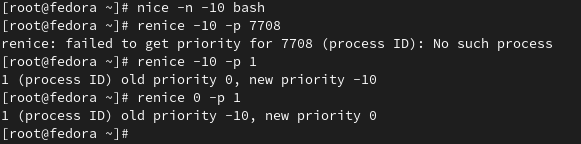 [root@fedora ~]# nice -n -10 bash
[root@fedora ~]# renice -10 -p 7708
renice: failed to get priority for 7708 (process ID): No such process
[root@fedora ~]# renice -10 -p 1
1 (process ID) old priority 0, new priority -10
[root@fedora ~]# renice 0 -p 1
1 (process ID) old priority -10, new priority 0
[root@fedora ~]#